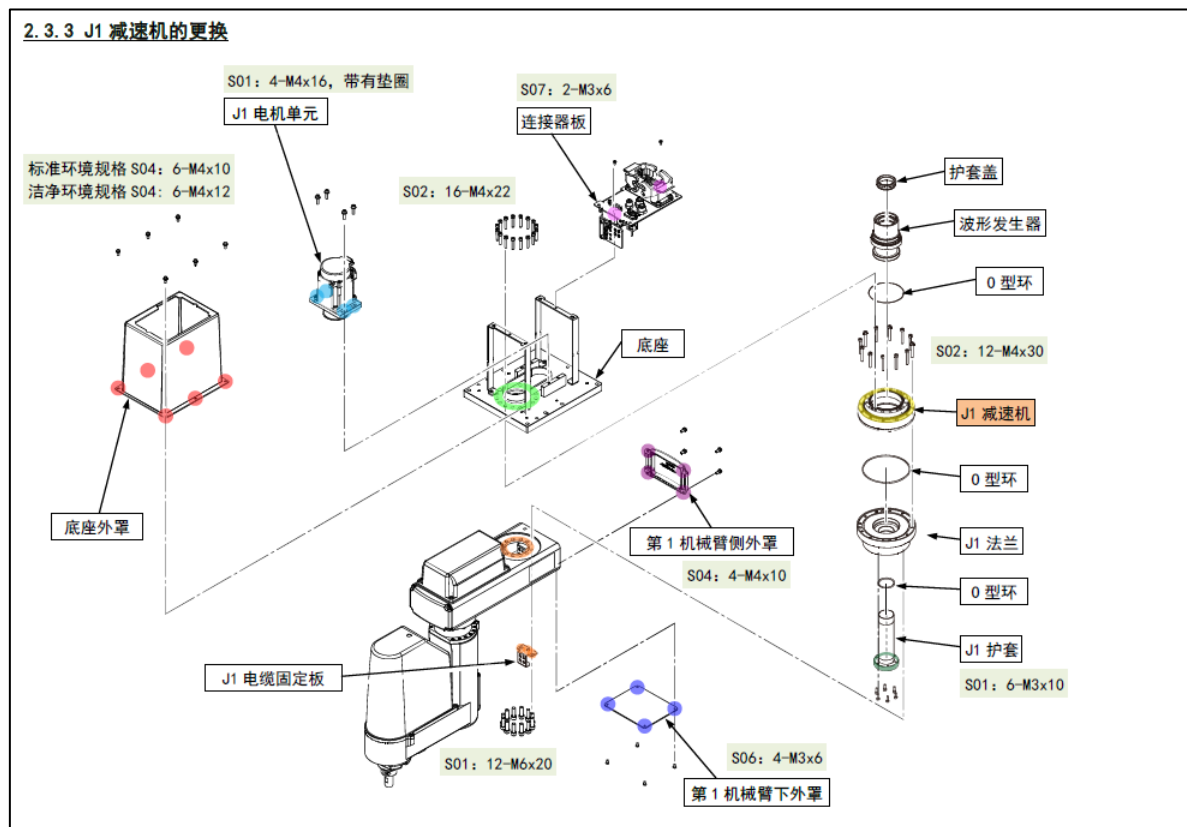 2.3.3 J1 减速机的更换
S01: 4-M4x16, 带有垫圈
J1 电机单元
S07: 2-M3x6
连接器板
标准环境规格 S04: 6-M4x10
洁净环境规格 S04: 6-M4x12
S02: 16-M4x22
护套盖
波形发生器
O 型环
底座
S02: 12-M4x30
J1 减速机
O 型环
底座外罩
第 1 机械臂侧外罩
J1 法兰
S04: 4-M4x10
O 型环
J1 护套
J1 电缆固定板
S01: 6-M3x10
S01: 12-M6x20
S06: 4-M3x6
第 1 机械臂下外罩